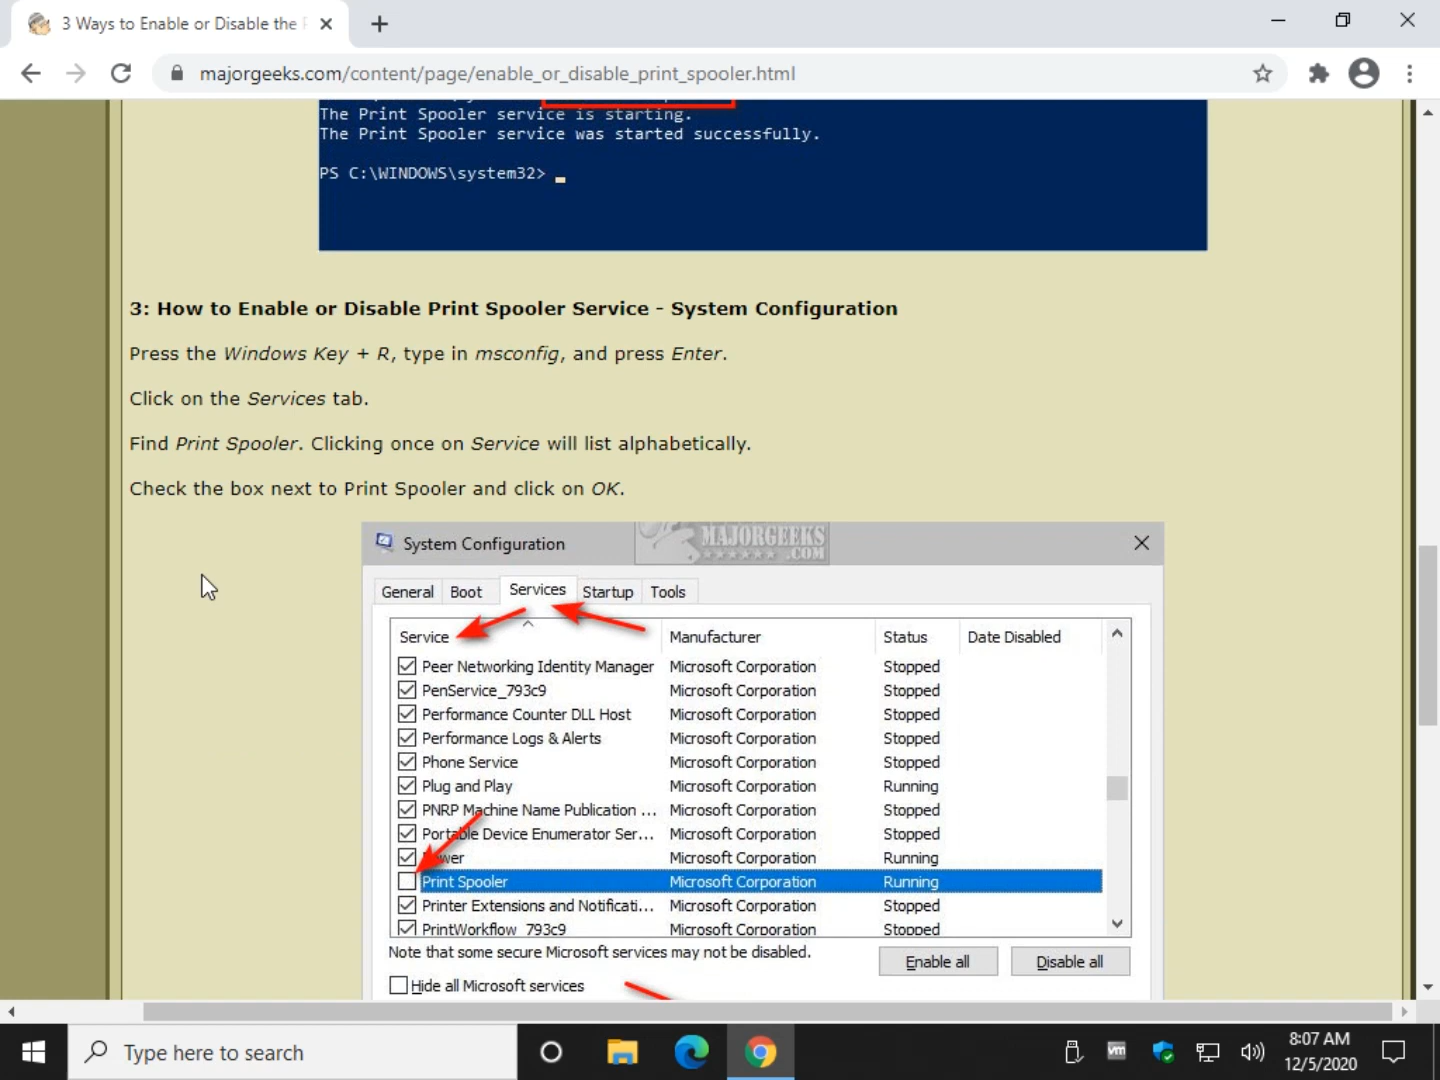 3 Ways to Enable or Disable the
majorgeeks.com/content/page/enable_or_disable_print_spooler.html
The Print Spooler service is starting.
The Print Spooler service was started successfully.
PS C:\WINDOWS\system32>
3: How to Enable or Disable Print Spooler Service - System Configuration
Press the Windows Key + R, type in msconfig, and press Enter.
Click on the Services tab.
Find Print Spooler. Clicking once on Service will list alphabetically.
Check the box next to Print Spooler and click on OK.
System Configuration
MAJORGEEKS
.COM
General Boot Services Startup Tools
Service Manufacturer Status Date Disabled
Peer Networking Identity Manager Microsoft Corporation Stopped
PenService_793c9 Microsoft Corporation Stopped
Performance Counter DLL Host Microsoft Corporation Stopped
Performance Logs & Alerts Microsoft Corporation Stopped
Phone Service Microsoft Corporation Stopped
Plug and Play Microsoft Corporation Running
PNRP Machine Name Publication ... Microsoft Corporation Stopped
Portable Device Enumerator Ser... Microsoft Corporation Stopped
Power Microsoft Corporation Running
Print Spooler Microsoft Corporation Running
Printer Extensions and Notificati... Microsoft Corporation Stopped
PrintWorkflow_793c9 Microsoft Corporation Stopped
Note that some secure Microsoft services may not be disabled.
Enable all Disable all
Hide all Microsoft services
Type here to search
vm
8:07 AM
12/5/2020